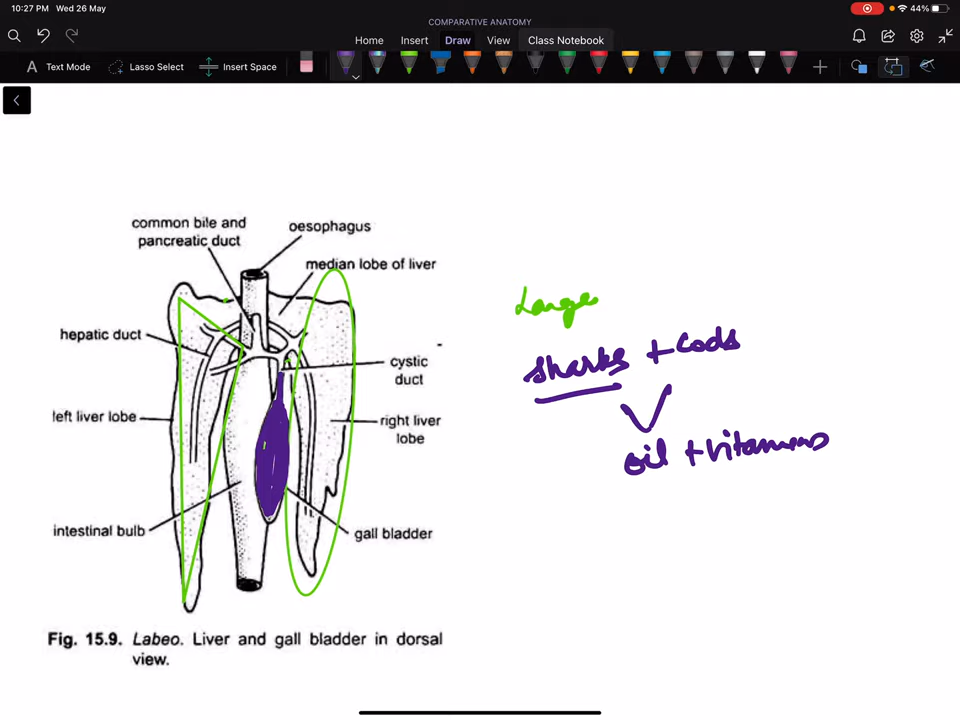 10:27 PM Wed 26 May
44%
COMPARATIVE ANATOMY
Home Insert Draw View Class Notebook
A Text Mode Lasso Select Insert Space
common bile and
pancreatic duct
oesophagus
median lobe of liver
hepatic duct
cystic
duct
left liver lobe
right liver
lobe
intestinal bulb
gall bladder
Large
sharks + cods
oil + vitamins
Fig. 15.9. Labeo. Liver and gall bladder in dorsal
view.